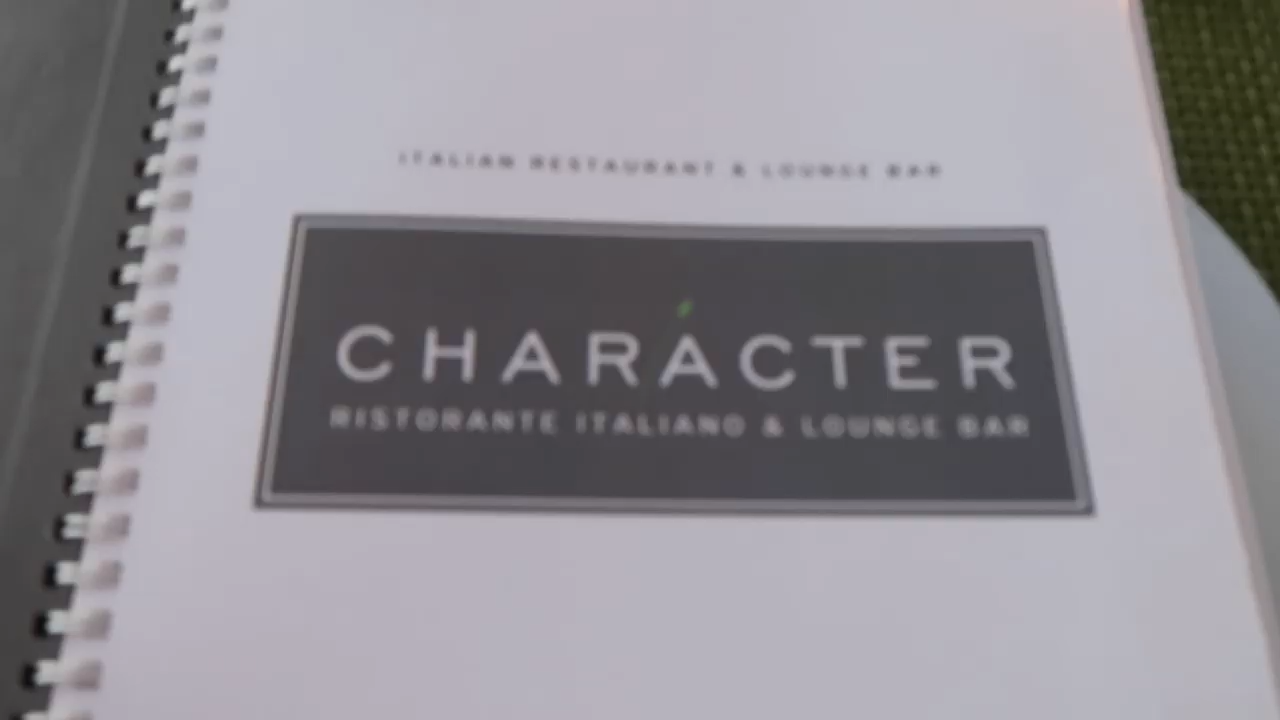 ITALIAN RESTAURANT & LOUNGE BAR
CHARÁCTER
RISTORANTE ITALIANO & LOUNGE BAR